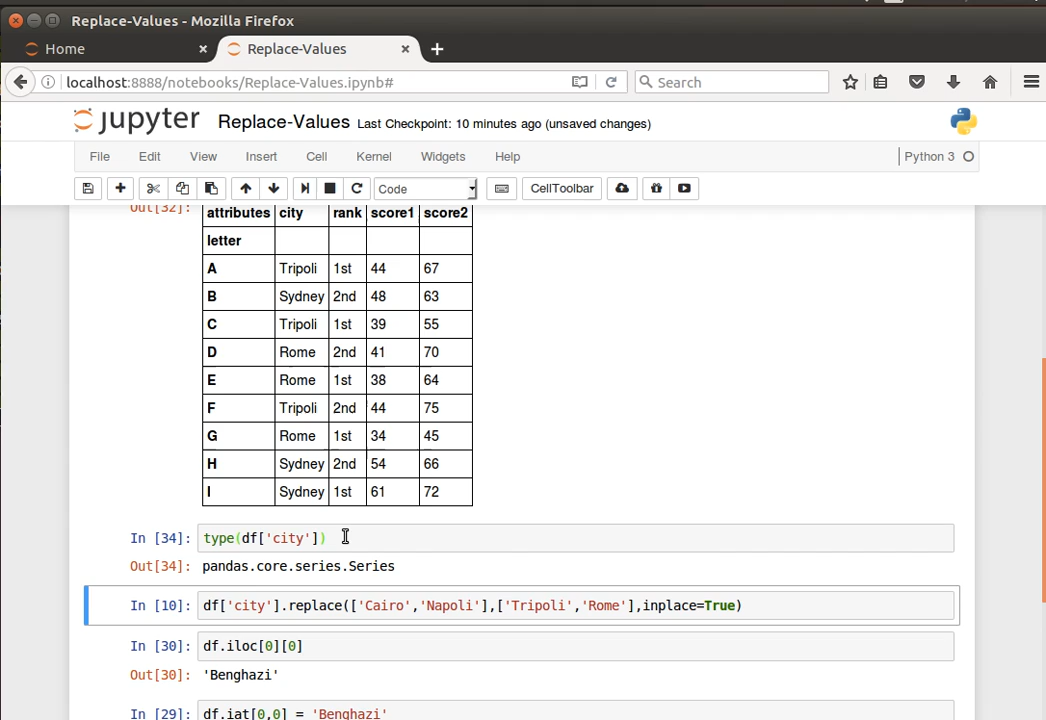 Replace-Values - Mozilla Firefox
Home Replace-Values
localhost:8888/notebooks/Replace-Values.ipynb# Search
jupyter Replace-Values Last Checkpoint: 10 minutes ago (unsaved changes)
File Edit View Insert Cell Kernel Widgets Help Python 3
Code CellToolbar
Out[32]: attributes city rank score1 score2
letter
A Tripoli 1st 44 67
B Sydney 2nd 48 63
C Tripoli 1st 39 55
D Rome 2nd 41 70
E Rome 1st 38 64
F Tripoli 2nd 44 75
G Rome 1st 34 45
H Sydney 2nd 54 66
I Sydney 1st 61 72
In [34]: type(df['city'])
Out[34]: pandas.core.series.Series
In [10]: df['city'].replace(['Cairo','Napoli'],['Tripoli','Rome'],inplace=True)
In [30]: df.iloc[0][0]
Out[30]: 'Benghazi'
In [29]: df.iat[0,0] = 'Benghazi'